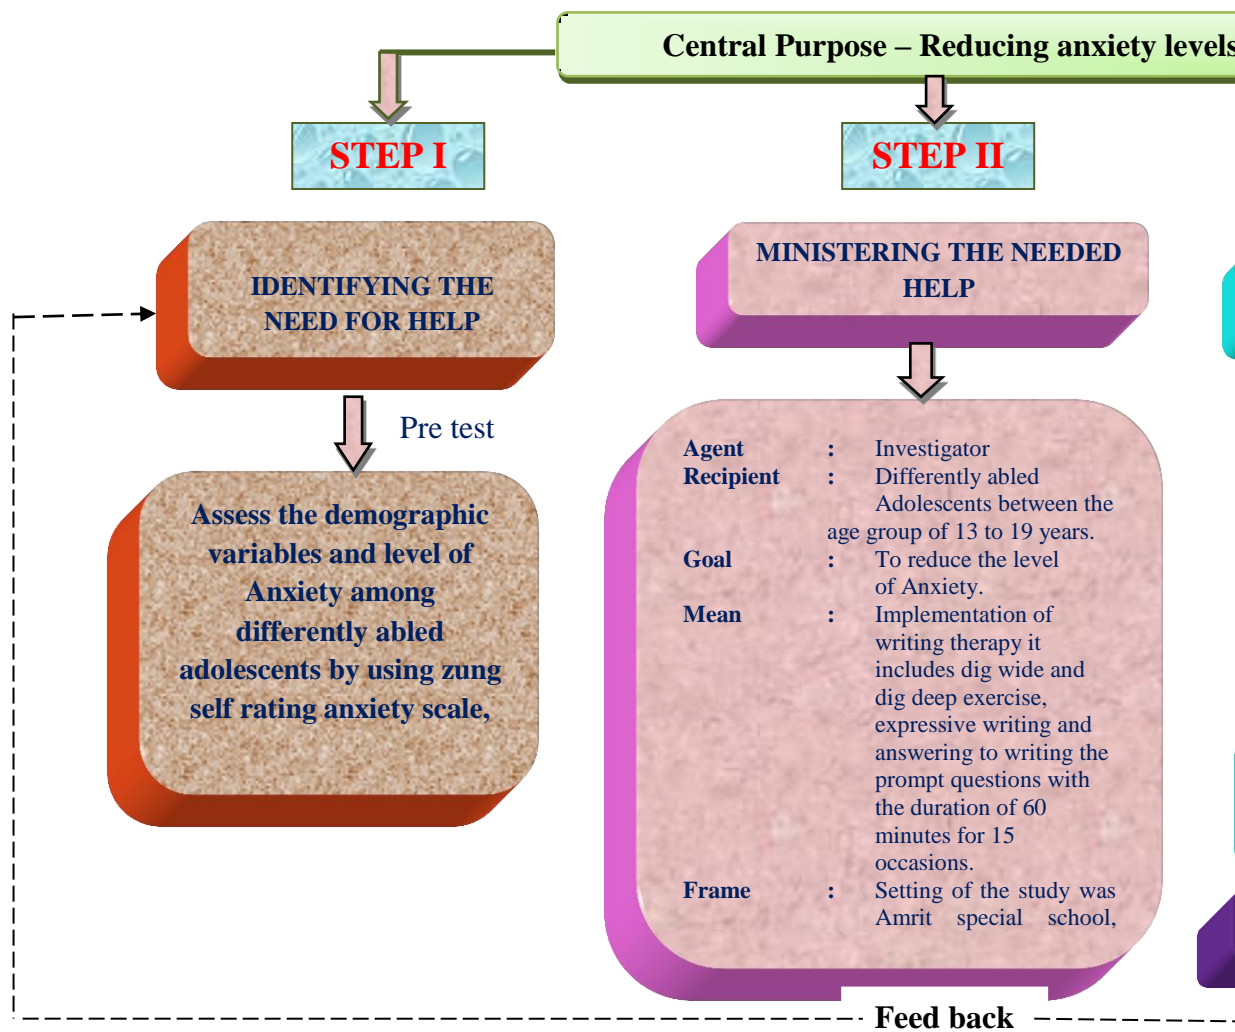 Central Purpose – Reducing anxiety levels
STEP I
STEP II
IDENTIFYING THE
NEED FOR HELP
MINISTERING THE NEEDED
HELP
Pre test
Assess the demographic
variables and level of
Anxiety among
differently abled
adolescents by using zung
self rating anxiety scale,
Agent : Investigator
Recipient : Differently abled
Adolescents between the
age group of 13 to 19 years.
Goal : To reduce the level
of Anxiety.
Mean : Implementation of
writing therapy it
includes dig wide and
dig deep exercise,
expressive writing and
answering to writing the
prompt questions with
the duration of 60
minutes for 15
occasions.
Frame : Setting of the study was
Amrit special school,
Feed back